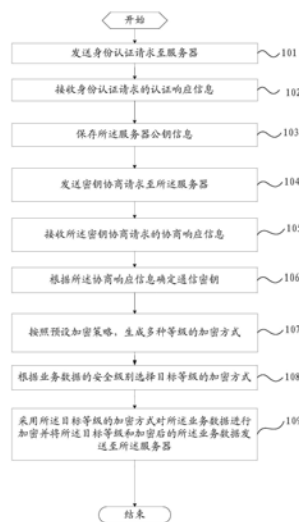 开始
发送身份认证请求至服务器
101
接收身份认证请求的认证响应信息
102
保存所述服务器公钥信息
103
发送密钥协商请求至所述服务器
104
接收所述密钥协商请求的协商响应信息
105
根据所述协商响应信息确定通信密钥
106
按照预设加密策略，生成多种等级的加密方式
107
根据业务数据的安全级别选择目标等级的加密方式
108
采用所述目标等级的加密方式对所述业务数据进行
加密并将所述目标等级和加密后的所述业务数据发
送至所述服务器
109
结束